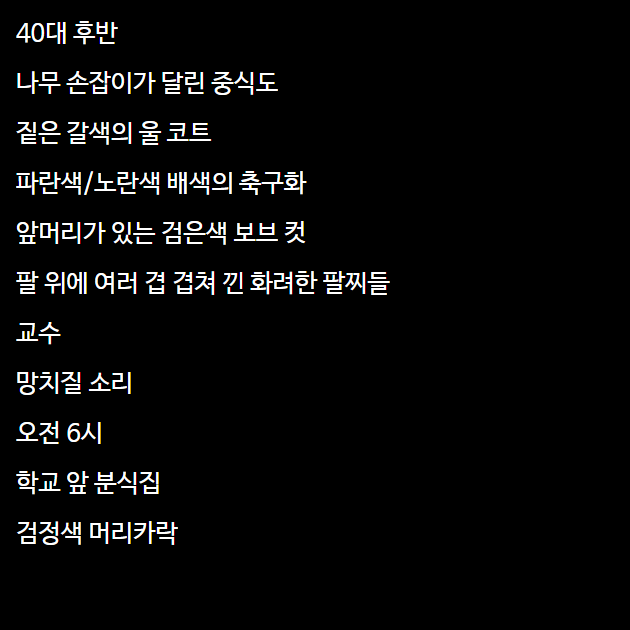 40대 후반
나무 손잡이가 달린 중식도
짙은 갈색의 울 코트
파란색/노란색 배색의 축구화
앞머리가 있는 검은색 보브 컷
팔 위에 여러 겹 겹쳐 낀 화려한 팔찌들
교수
망치질 소리
오전 6시
학교 앞 분식집
검정색 머리카락